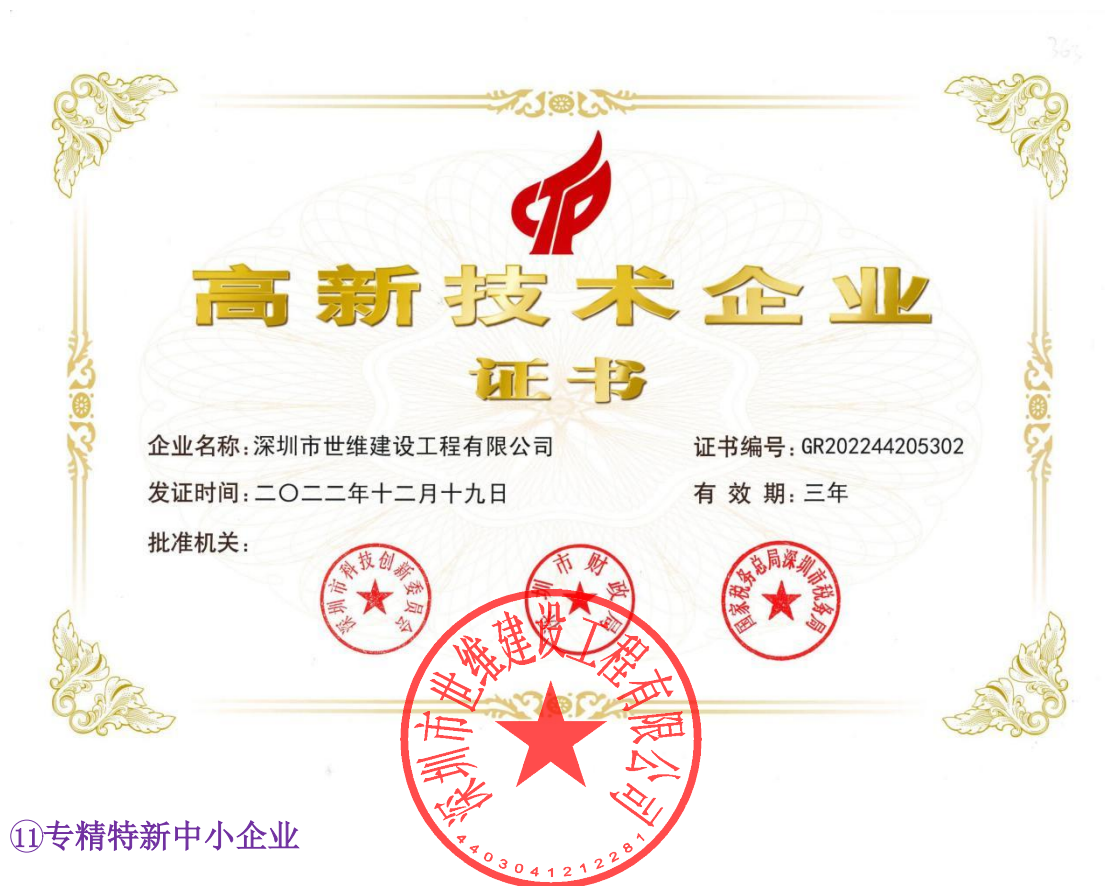 高新技术企业
证书
企业名称:深圳市世维建设工程有限公司
证书编号:GR202244205302
发证时间:二〇二二年十二月十九日
有 效 期:三年
批准机关:
深圳市科技创新委员会
圳市财政局
国家税务总局深圳市税务局
深圳市世维建设工程有限公司
4403041212281
⑪专精特新中小企业